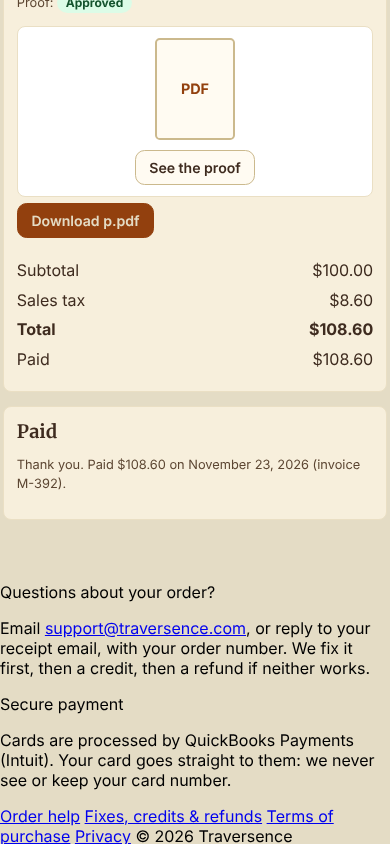 Proof: Approved
PDF
See the proof
Download p.pdf
Subtotal $100.00
Sales tax $8.60
Total $108.60
Paid $108.60
Paid
Thank you. Paid $108.60 on November 23, 2026 (invoice
M-392).
Questions about your order?
Email support@traversence.com, or reply to your
receipt email, with your order number. We fix it
first, then a credit, then a refund if neither works.
Secure payment
Cards are processed by QuickBooks Payments
(Intuit). Your card goes straight to them: we never
see or keep your card number.
Order help Fixes, credits & refunds Terms of
purchase Privacy © 2026 Traversence